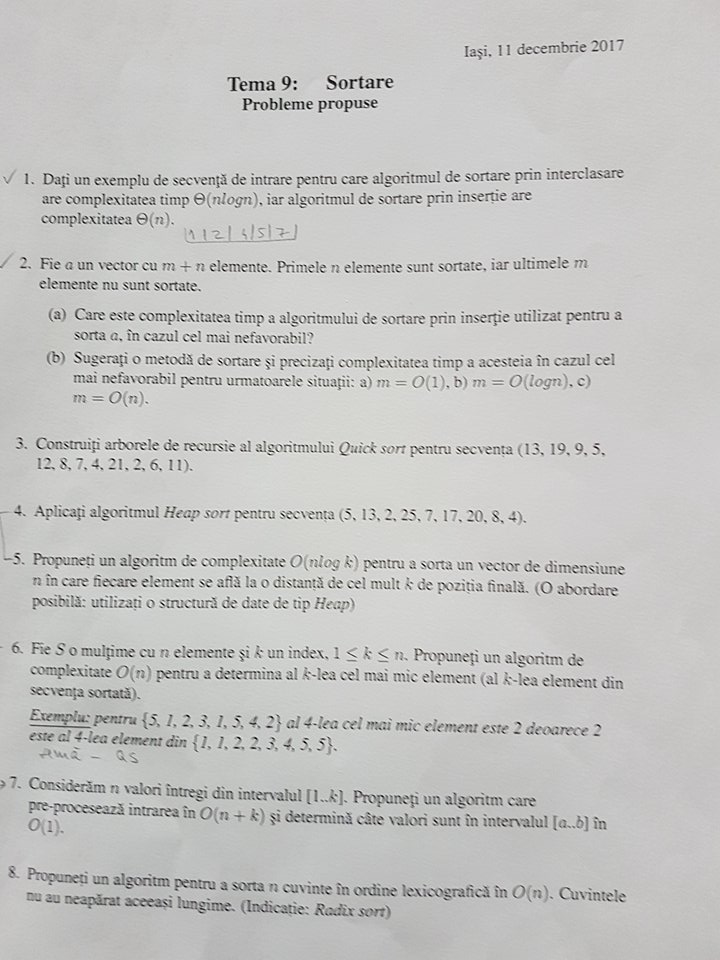 Iaşi, 11 decembrie 2017
Tema 9: Sortare
Probleme propuse
1. Daţi un exemplu de secvenţă de intrare pentru care algoritmul de sortare prin interclasare
are complexitatea timp Θ(nlogn), iar algoritmul de sortare prin inserţie are
complexitatea Θ(n).
2. Fie a un vector cu m + n elemente. Primele n elemente sunt sortate, iar ultimele m
elemente nu sunt sortate.
(a) Care este complexitatea timp a algoritmului de sortare prin inserţie utilizat pentru a
sorta a, în cazul cel mai nefavorabil?
(b) Sugeraţi o metodă de sortare şi precizaţi complexitatea timp a acesteia în cazul cel
mai nefavorabil pentru urmatoarele situaţii: a) m = O(1), b) m = O(logn), c)
m = O(n).
3. Construiţi arborele de recursie al algoritmului Quick sort pentru secvenţa (13, 19, 9, 5,
12, 8, 7, 4, 21, 2, 6, 11).
4. Aplicaţi algoritmul Heap sort pentru secvenţa (5, 13, 2, 25, 7, 17, 20, 8, 4).
5. Propuneţi un algoritm de complexitate O(nlog k) pentru a sorta un vector de dimensiune
n în care fiecare element se află la o distanţă de cel mult k de poziţia finală. (O abordare
posibilă: utilizaţi o structură de date de tip Heap)
6. Fie S o mulţime cu n elemente şi k un index, 1 ≤ k ≤ n. Propuneţi un algoritm de
complexitate O(n) pentru a determina al k-lea cel mai mic element (al k-lea element din
secvenţa sortată).
Exemplu: pentru {5, 1, 2, 3, 1, 5, 4, 2} al 4-lea cel mai mic element este 2 deoarece 2
este al 4-lea element din {1, 1, 2, 2, 3, 4, 5, 5}.
7. Considerăm n valori întregi din intervalul [1..k]. Propuneţi un algoritm care
pre-procesează intrarea în O(n + k) şi determină câte valori sunt în intervalul [a..b] în
O(1).
8. Propuneţi un algoritm pentru a sorta n cuvinte în ordine lexicografică în O(n). Cuvintele
nu au neapărat aceeaşi lungime. (Indicaţie: Radix sort)